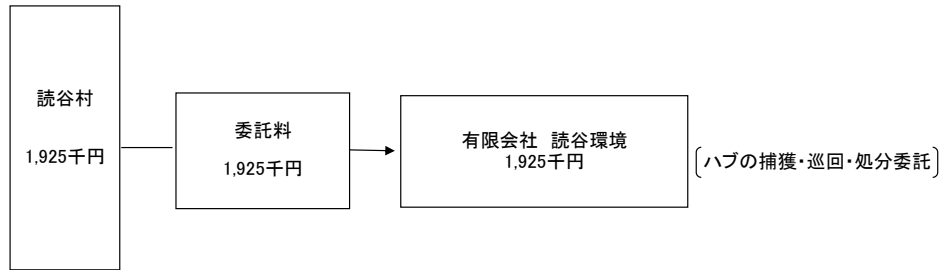 読谷村
1,925千円
委託料
1,925千円
有限会社　読谷環境
1,925千円
ハブの捕獲・巡回・処分委託